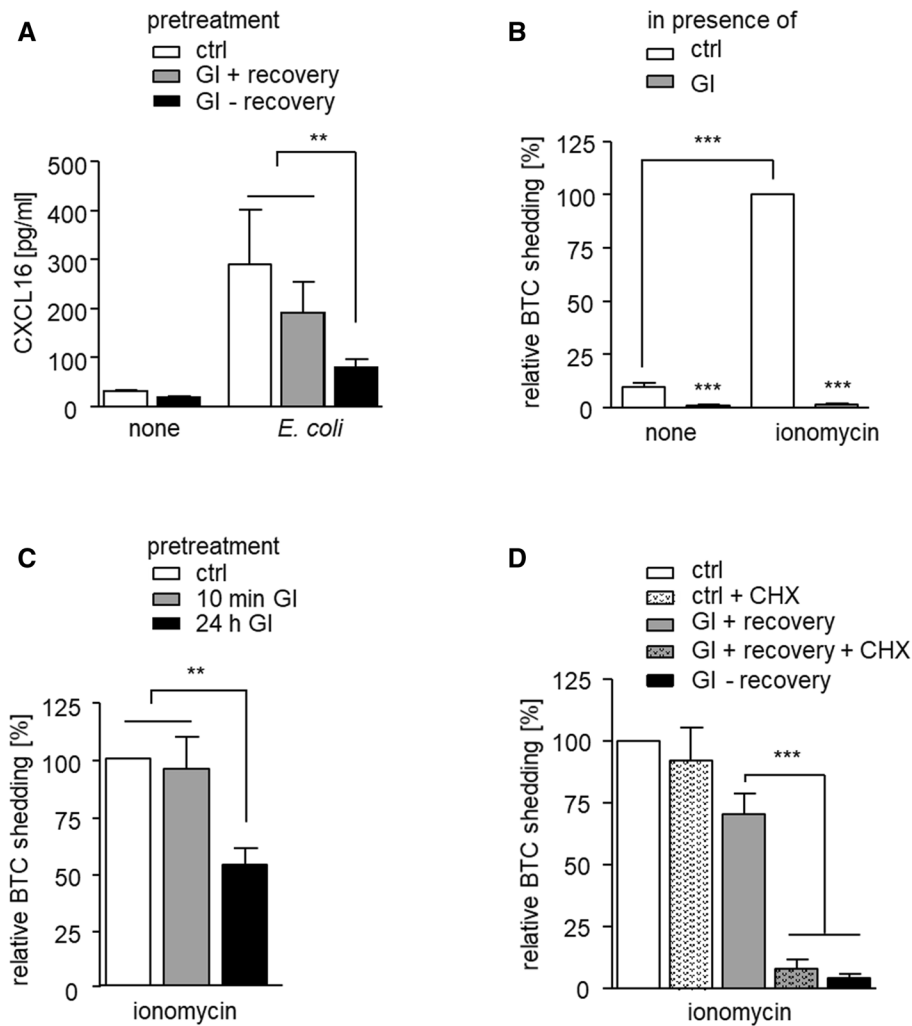 A
pretreatment
ctrl
GI + recovery
GI - recovery
**
CXCL16 [pg/ml]
500
400
300
200
100
0
none
E. coli
B
in presence of
ctrl
GI
***
relative BTC shedding [%]
125
100
75
50
25
0
***
***
none
ionomycin
C
pretreatment
ctrl
10 min GI
24 h GI
**
relative BTC shedding [%]
125
100
75
50
25
0
ionomycin
D
ctrl
ctrl + CHX
GI + recovery
GI + recovery + CHX
GI - recovery
***
relative BTC shedding [%]
125
100
75
50
25
0
ionomycin